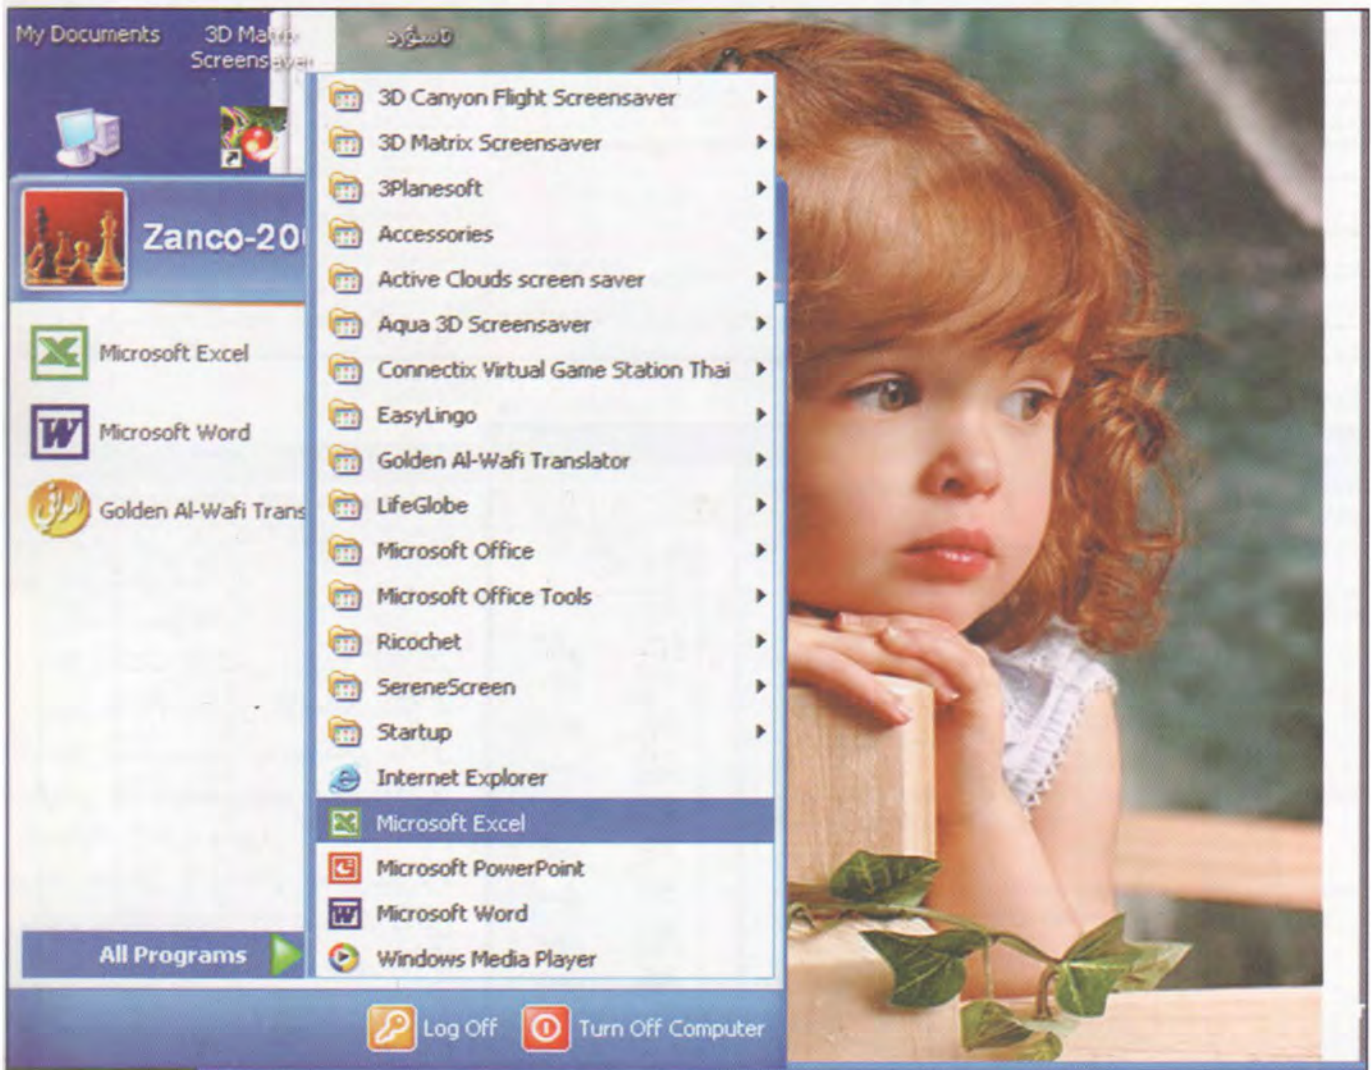 My Documents
3D Matrix
Screensaver
ئاسۆرد
Zanco-20
Microsoft Excel
Microsoft Word
Golden Al-Wafi Trans
All Programs
3D Canyon Flight Screensaver
3D Matrix Screensaver
3Planesoft
Accessories
Active Clouds screen saver
Aqua 3D Screensaver
Connectix Virtual Game Station Thai
EasyLingo
Golden Al-Wafi Translator
LifeGlobe
Microsoft Office
Microsoft Office Tools
Ricochet
SereneScreen
Startup
Internet Explorer
Microsoft Excel
Microsoft PowerPoint
Microsoft Word
Windows Media Player
Log Off
Turn Off Computer